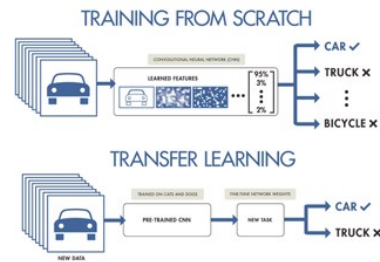 TRAINING FROM SCRATCH
CONVOLUTIONAL NEURAL NETWORK (CNN)
LEARNED FEATURES
95%
3%
2%
CAR ✓
TRUCK ✗
BICYCLE ✗
TRANSFER LEARNING
TRAINED ON CATS AND DOGS
FINE-TUNE NETWORK WEIGHTS
PRE-TRAINED CNN
NEW TASK
CAR ✓
TRUCK ✗
NEW DATA